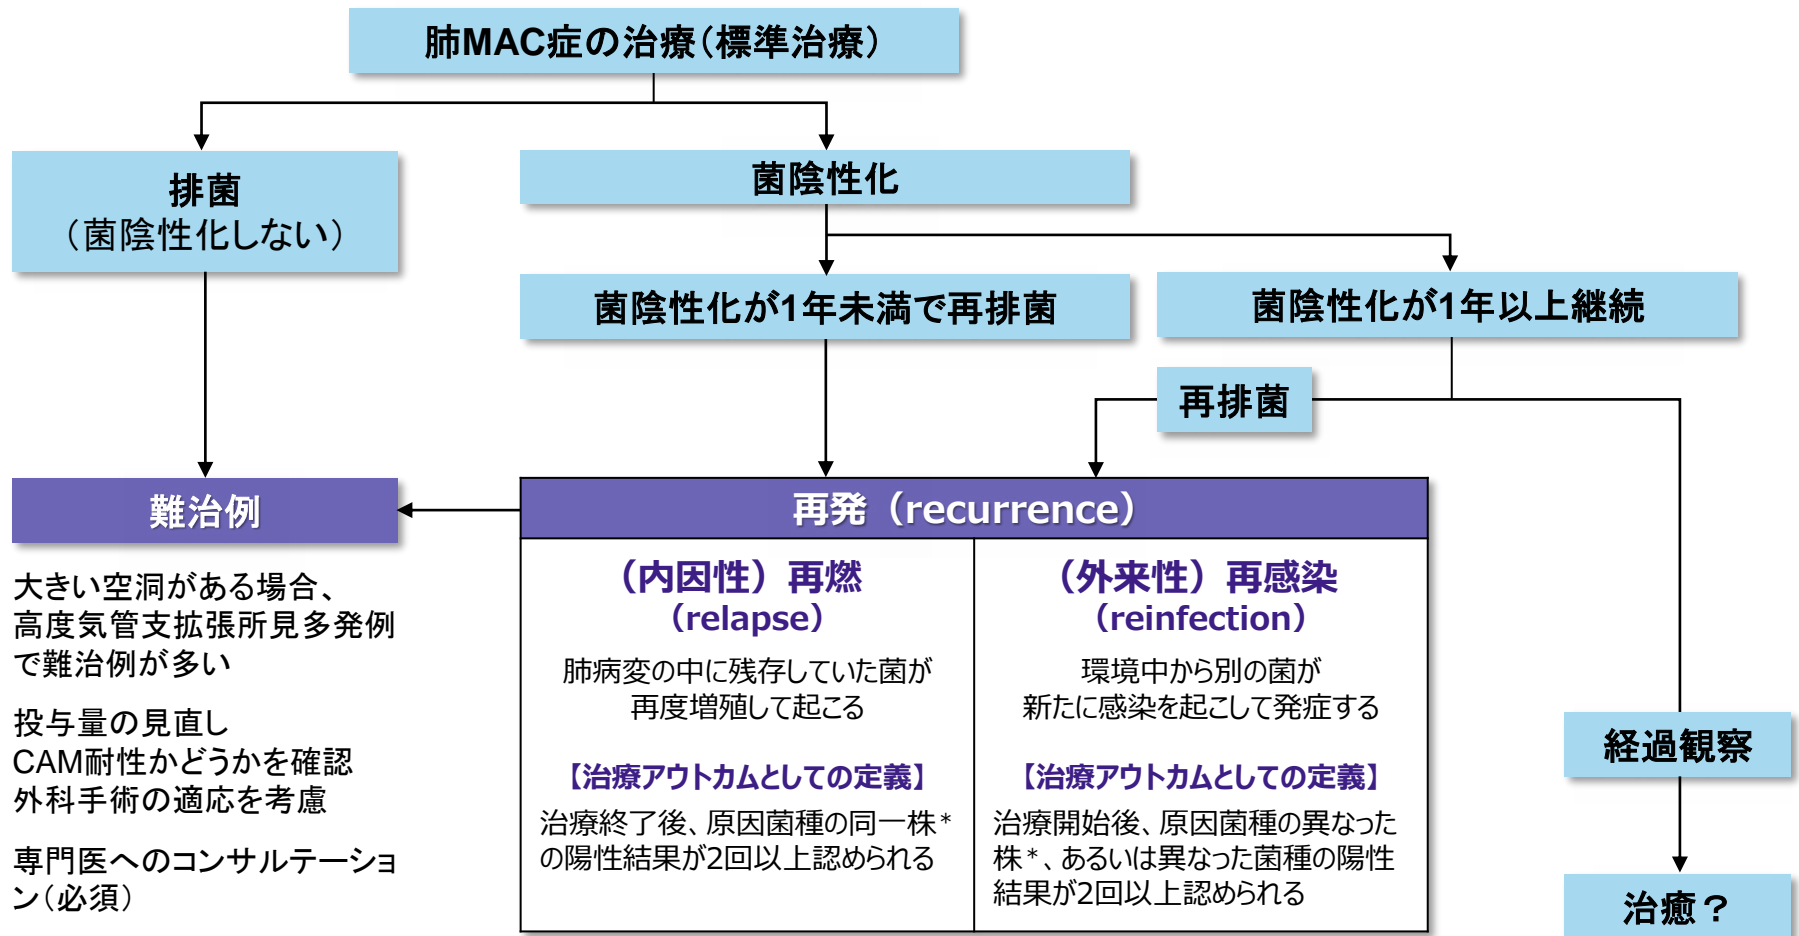 肺MAC症の治療（標準治療）
排菌
（菌陰性化しない）
菌陰性化
菌陰性化が1年未満で再排菌
菌陰性化が1年以上継続
再排菌
難治例
大きい空洞がある場合、
高度気管支拡張所見多発例
で難治例が多い
投与量の見直し
CAM耐性かどうかを確認
外科手術の適応を考慮
専門医へのコンサルテーショ
ン（必須）
再発（recurrence）
（内因性）再燃
（relapse）
肺病変の中に残存していた菌が
再度増殖して起こる
【治療アウトカムとしての定義】
治療終了後、原因菌種の同一株*
の陽性結果が2回以上認められる
（外来性）再感染
（reinfection）
環境中から別の菌が
新たに感染を起こして発症する
【治療アウトカムとしての定義】
治療開始後、原因菌種の異なった
株*、あるいは異なった菌種の陽性
結果が2回以上認められる
経過観察
治癒？